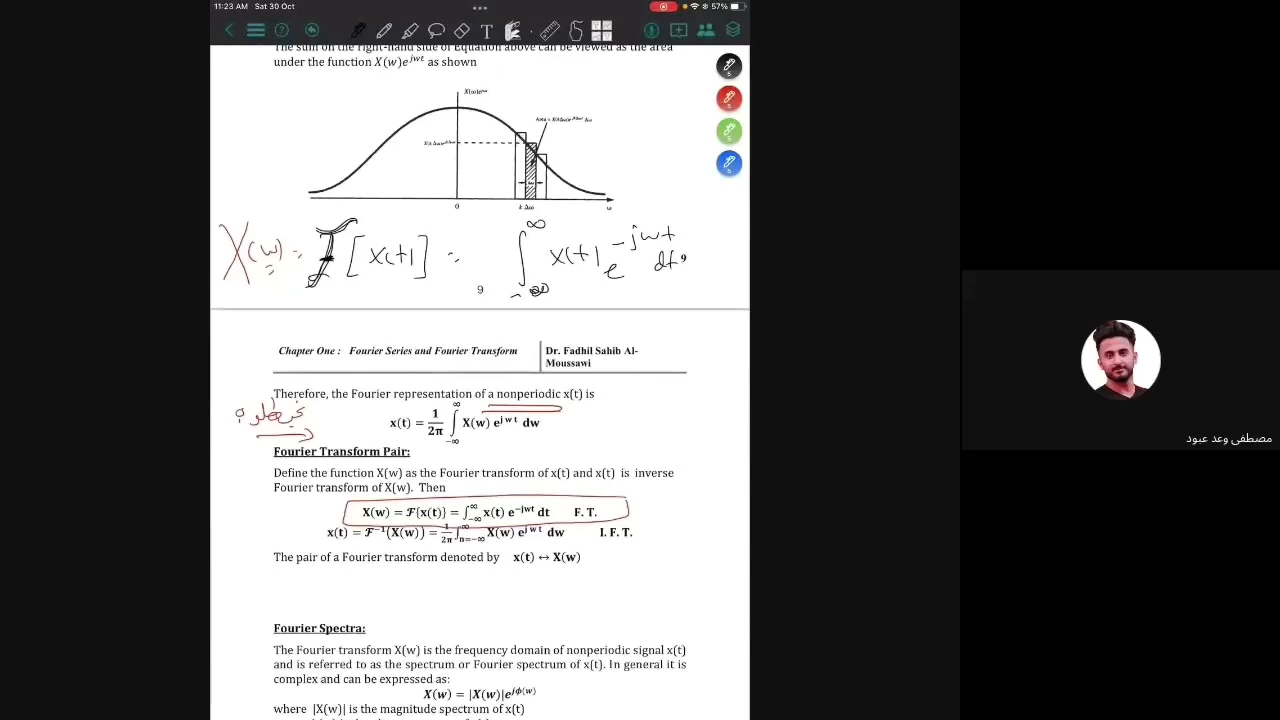 11:23 AM Sat 30 Oct
57%
The sum on the right-hand side of Equation above can be viewed as the area
under the function X(w)e^{jwt} as shown
X(ω)e^{jωt}
0
k Δω
ω
X(w) = F [x(t)] = ∫_{-∞}^{∞} x(t) e^{-jwt} dt
9
9
Chapter One : Fourier Series and Fourier Transform
Dr. Fadhil Sahib Al-
Moussawi
Therefore, the Fourier representation of a nonperiodic x(t) is
x(t) = 1/2π ∫_{-∞}^{∞} X(w) e^{j w t} dw
Fourier Transform Pair:
Define the function X(w) as the Fourier transform of x(t) and x(t) is inverse
Fourier transform of X(w). Then
X(w) = ℱ{x(t)} = ∫_{-∞}^{∞} x(t) e^{-jwt} dt F. T.
x(t) = ℱ^{-1}(X(w)) = 1/2π ∫_{n=-∞}^{∞} X(w) e^{j w t} dw I. F. T.
The pair of a Fourier transform denoted by x(t) ↔ X(w)
Fourier Spectra:
The Fourier transform X(w) is the frequency domain of nonperiodic signal x(t)
and is referred to as the spectrum or Fourier spectrum of x(t). In general it is
complex and can be expressed as:
X(w) = |X(w)|e^{jϕ(w)}
where |X(w)| is the magnitude spectrum of x(t)
مصطفى وعد عبود